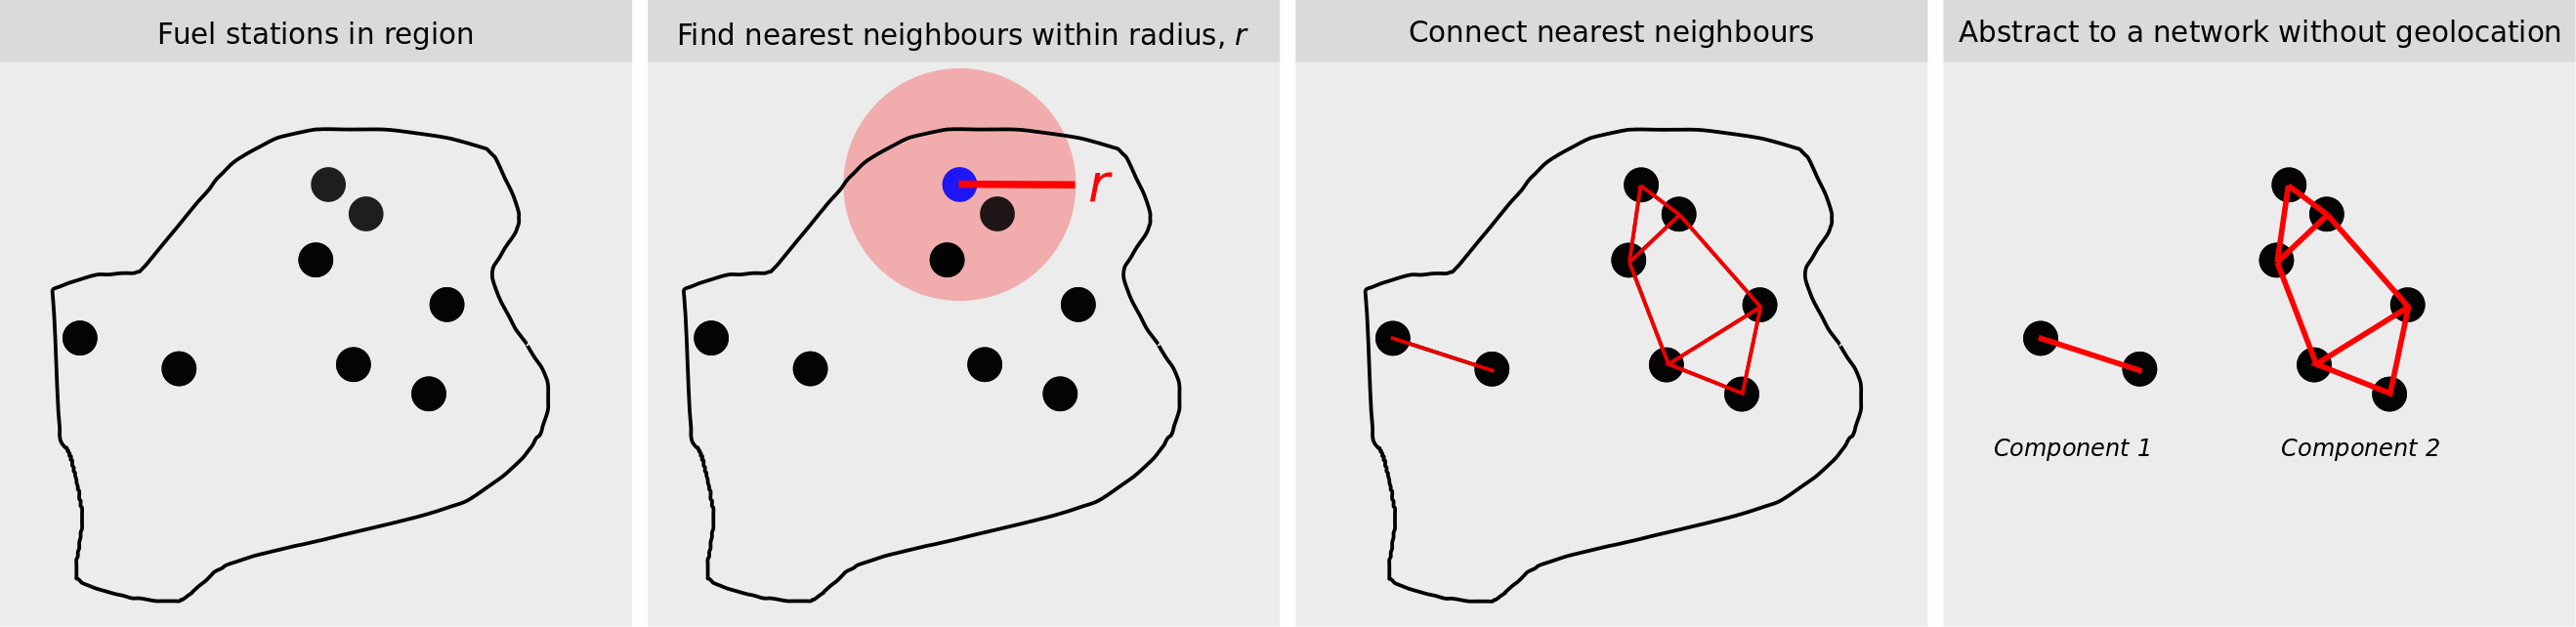 Fuel stations in region
Find nearest neighbours within radius, r
Connect nearest neighbours
Abstract to a network without geolocation
r
Component 1
Component 2